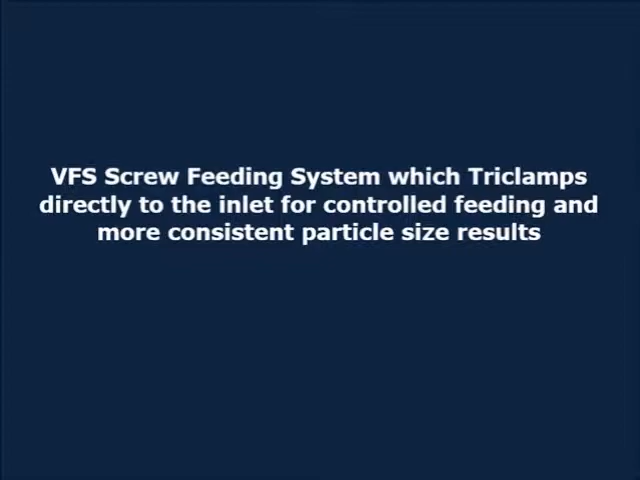 VFS Screw Feeding System which Triclamps
directly to the inlet for controlled feeding and
more consistent particle size results